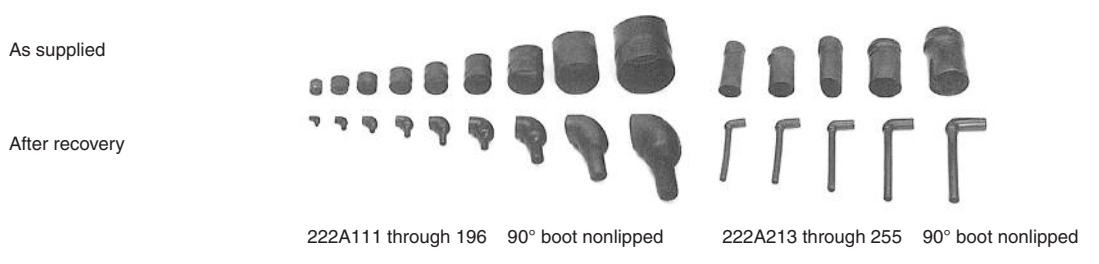 As supplied
After recovery
222A111 through 196 90° boot nonlipped 222A213 through 255 90° boot nonlipped